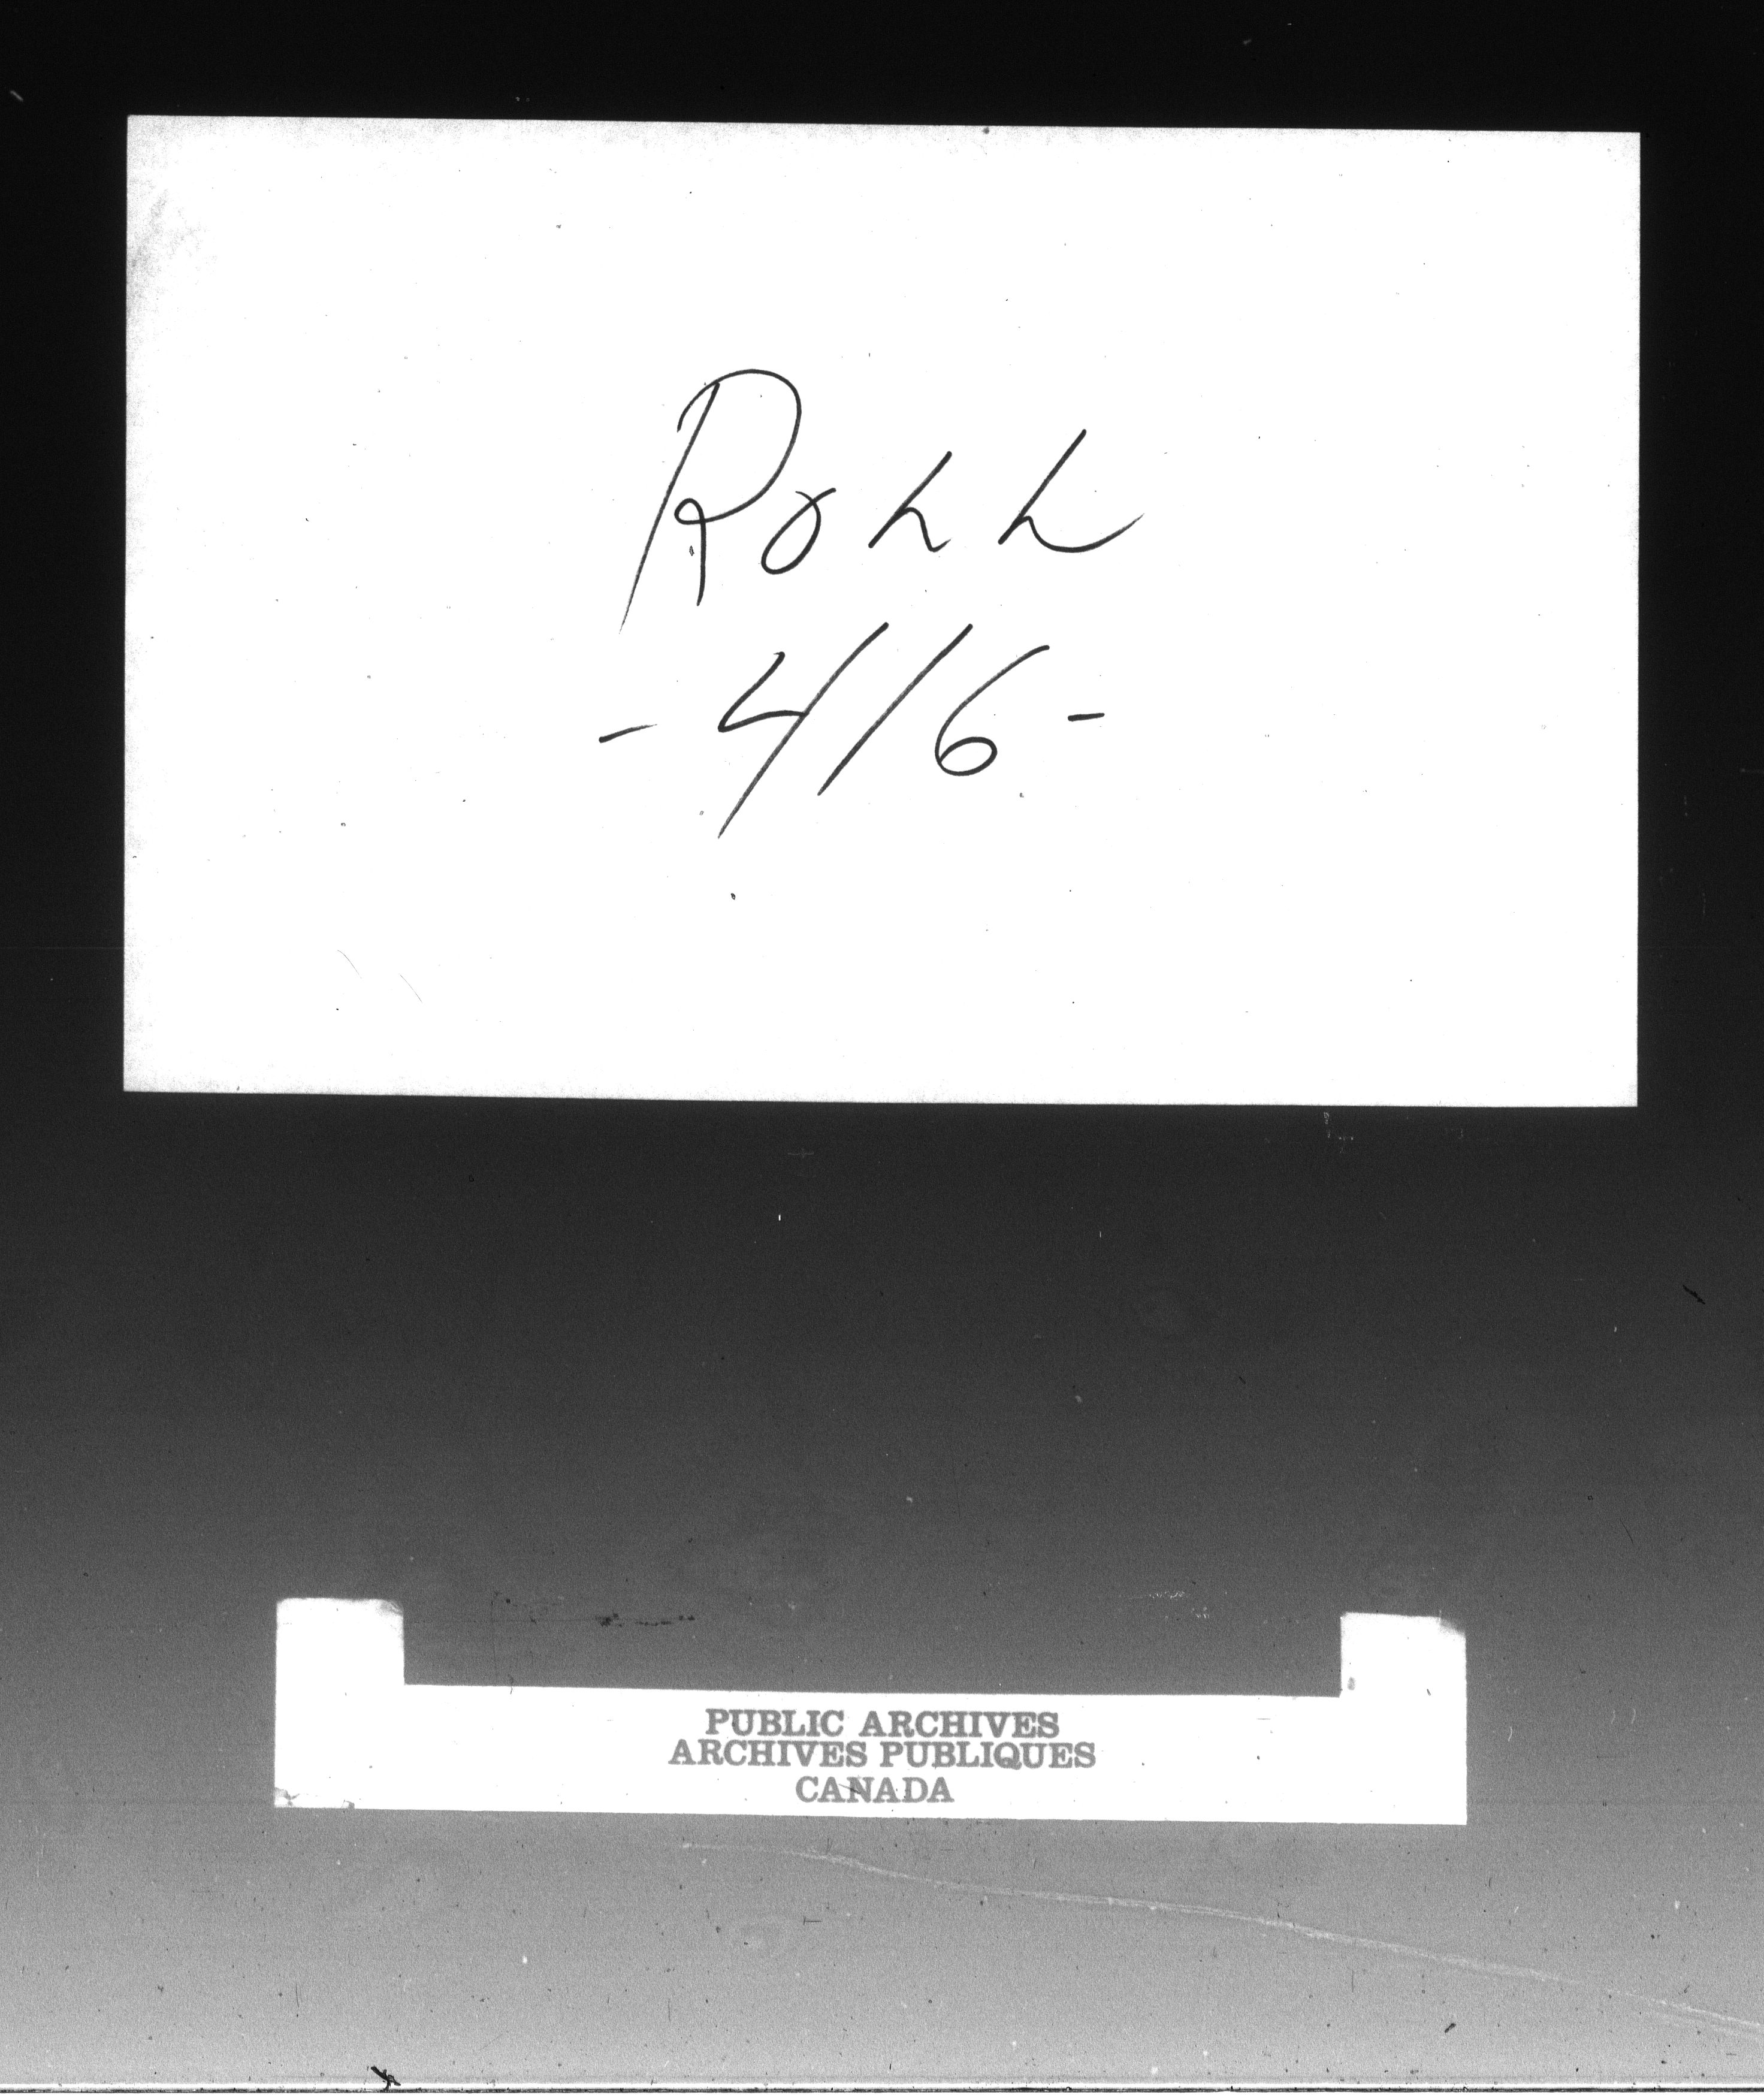 Roll
- 416 -
PUBLIC ARCHIVES
ARCHIVES PUBLIQUES
CANADA